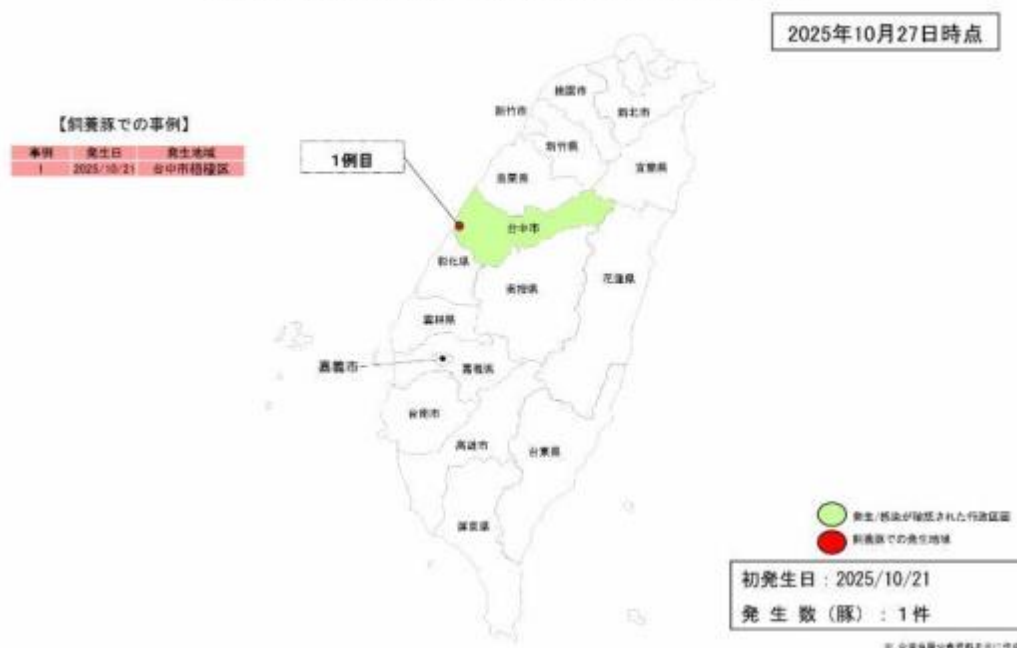 2025年10月27日時点
【飼養豚での事例】
事例 発生日 発生地域
1 2025/10/21 台中市梧棲区
1例目
桃園市
新竹市
新北市
新竹県
苗栗県
宜蘭県
台中市
彰化県
南投県
花蓮県
雲林県
嘉義市
嘉義県
台南市
高雄市
台東県
屏東県
発生/感染が確認された行政区画
飼養豚での発生地域
初発生日：2025/10/21
発生数（豚）：1件